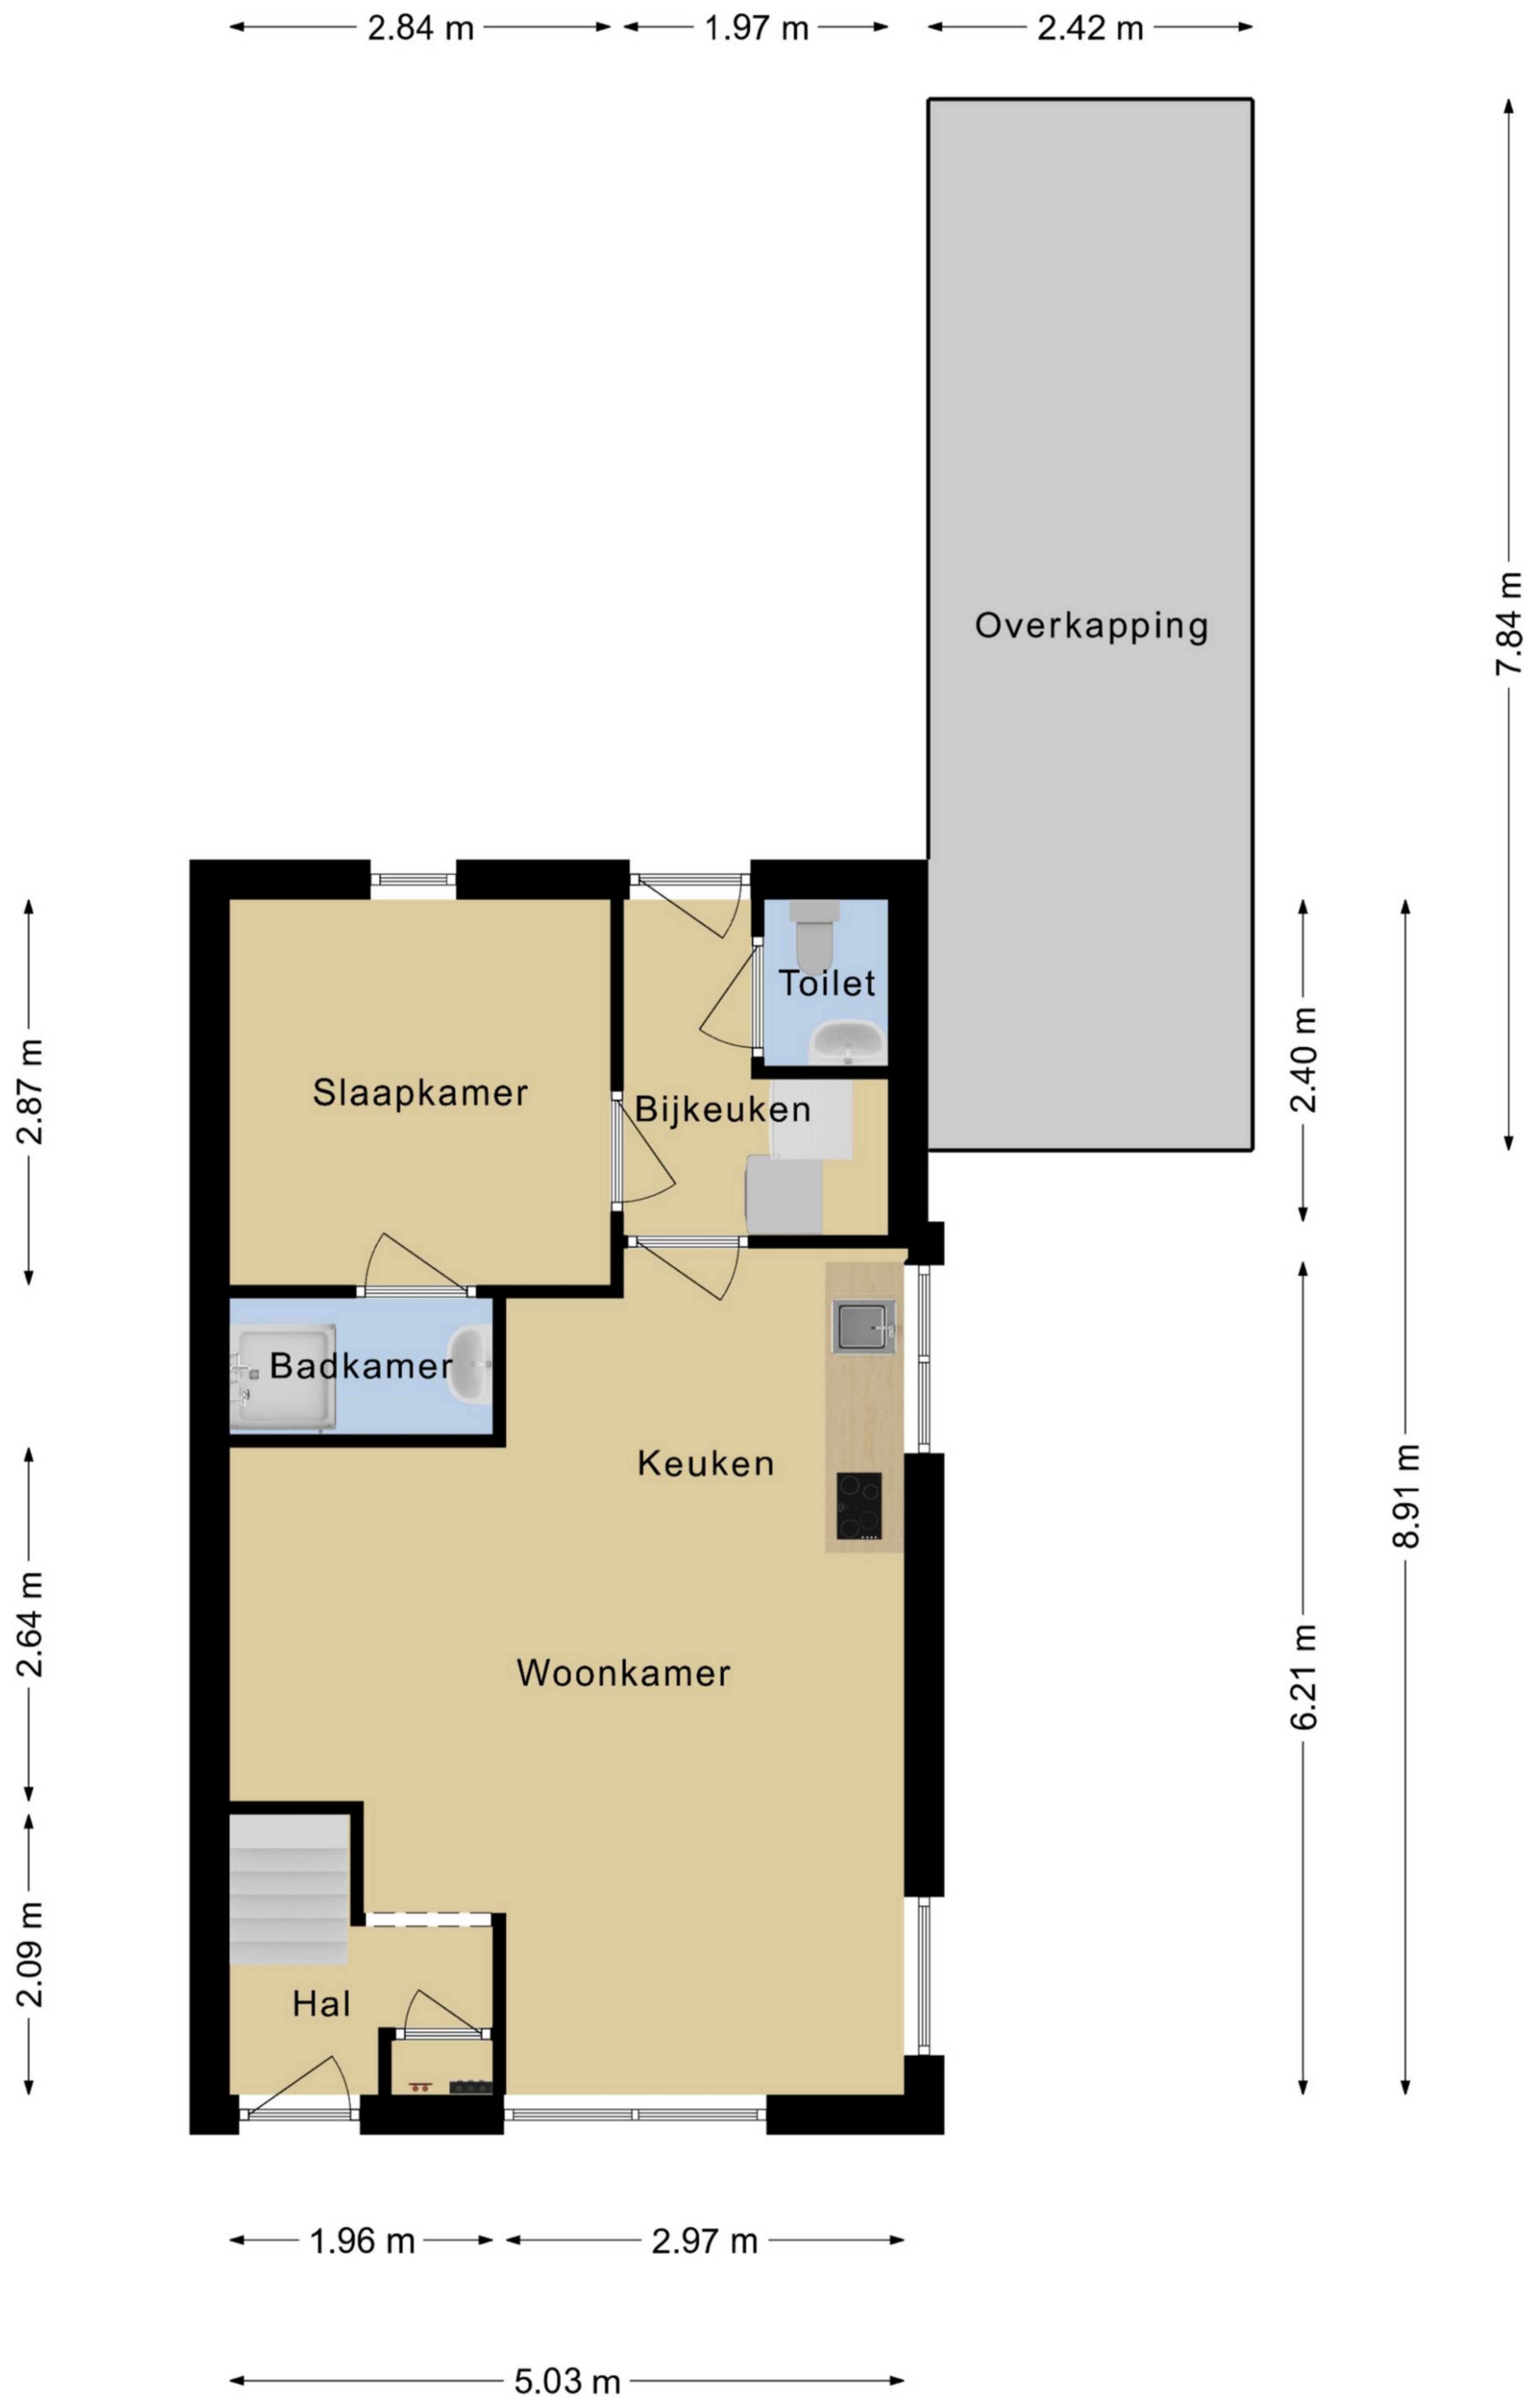 2.84 m
1.97 m
2.42 m
Overkapping
7.84 m
Toilet
2.40 m
Slaapkamer
2.87 m
Bijkeuken
Badkamer
Keuken
8.91 m
2.64 m
Woonkamer
6.21 m
2.09 m
Hal
1.96 m
2.97 m
5.03 m